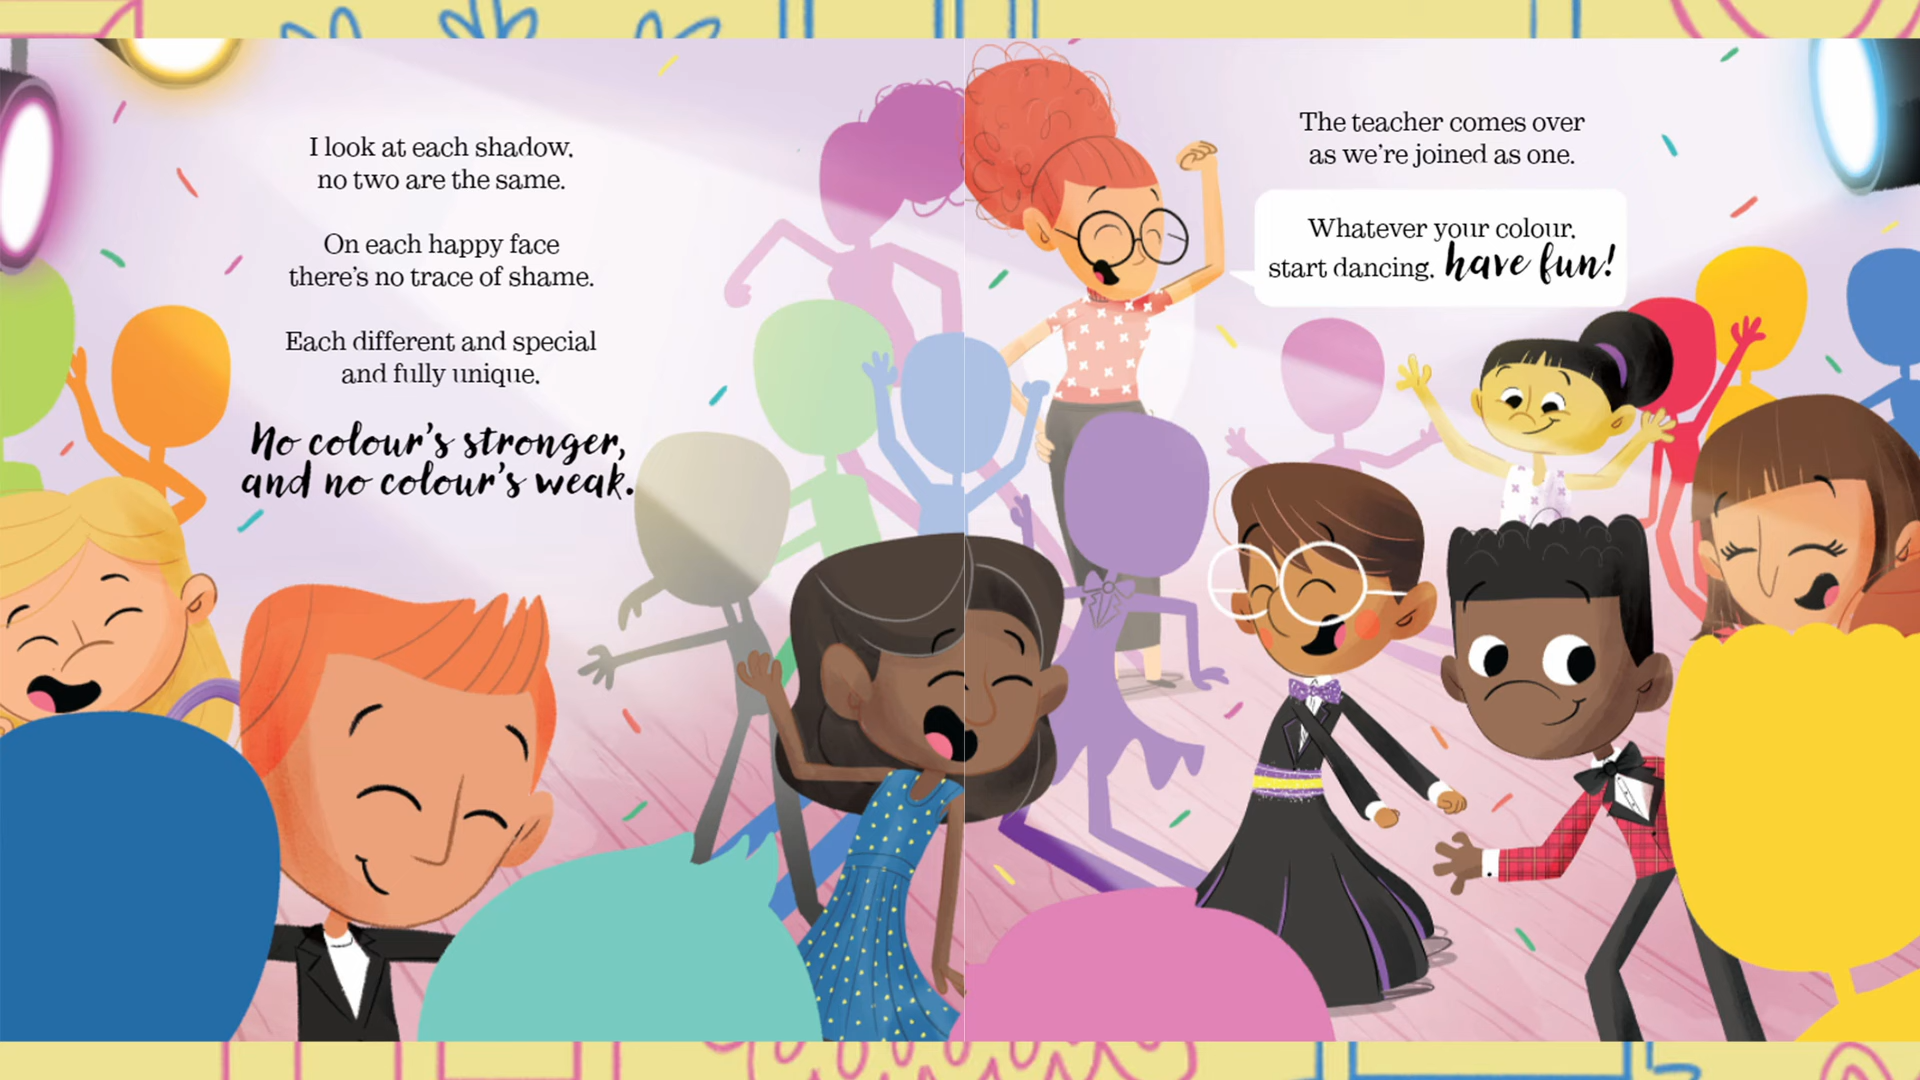 I look at each shadow,
no two are the same.
On each happy face
there's no trace of shame.
Each different and special
and fully unique.
No colour's stronger,
and no colour's weak.
The teacher comes over
as we're joined as one.
Whatever your colour,
start dancing, have fun!